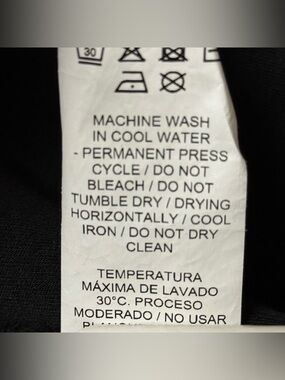 30
MACHINE WASH
IN COOL WATER
- PERMANENT PRESS
CYCLE / DO NOT
BLEACH / DO NOT
TUMBLE DRY / DRYING
HORIZONTALLY / COOL
IRON / DO NOT DRY
CLEAN
TEMPERATURA
MÁXIMA DE LAVADO
30°C. PROCESO
MODERADO / NO USAR